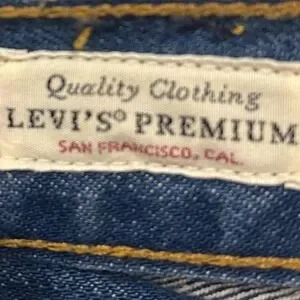 Quality Clothing
LEVI'S® PREMIUM
SAN FRANCISCO, CAL.